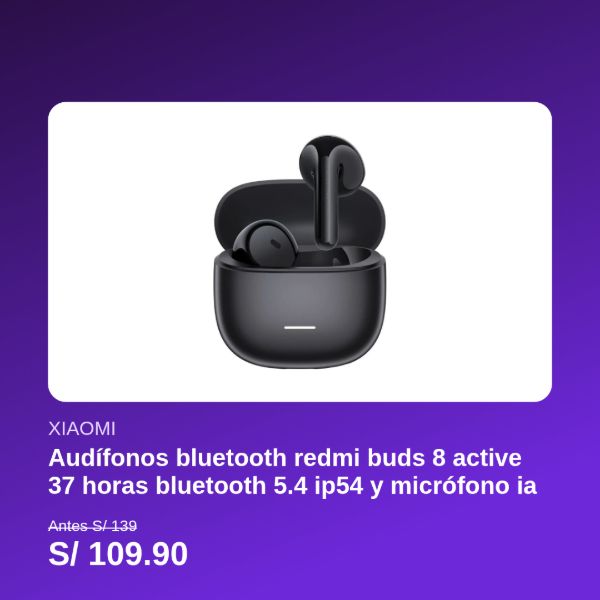 XIAOMI
Audífonos bluetooth redmi buds 8 active
37 horas bluetooth 5.4 ip54 y micrófono ia
Antes S/ 139
S/ 109.90